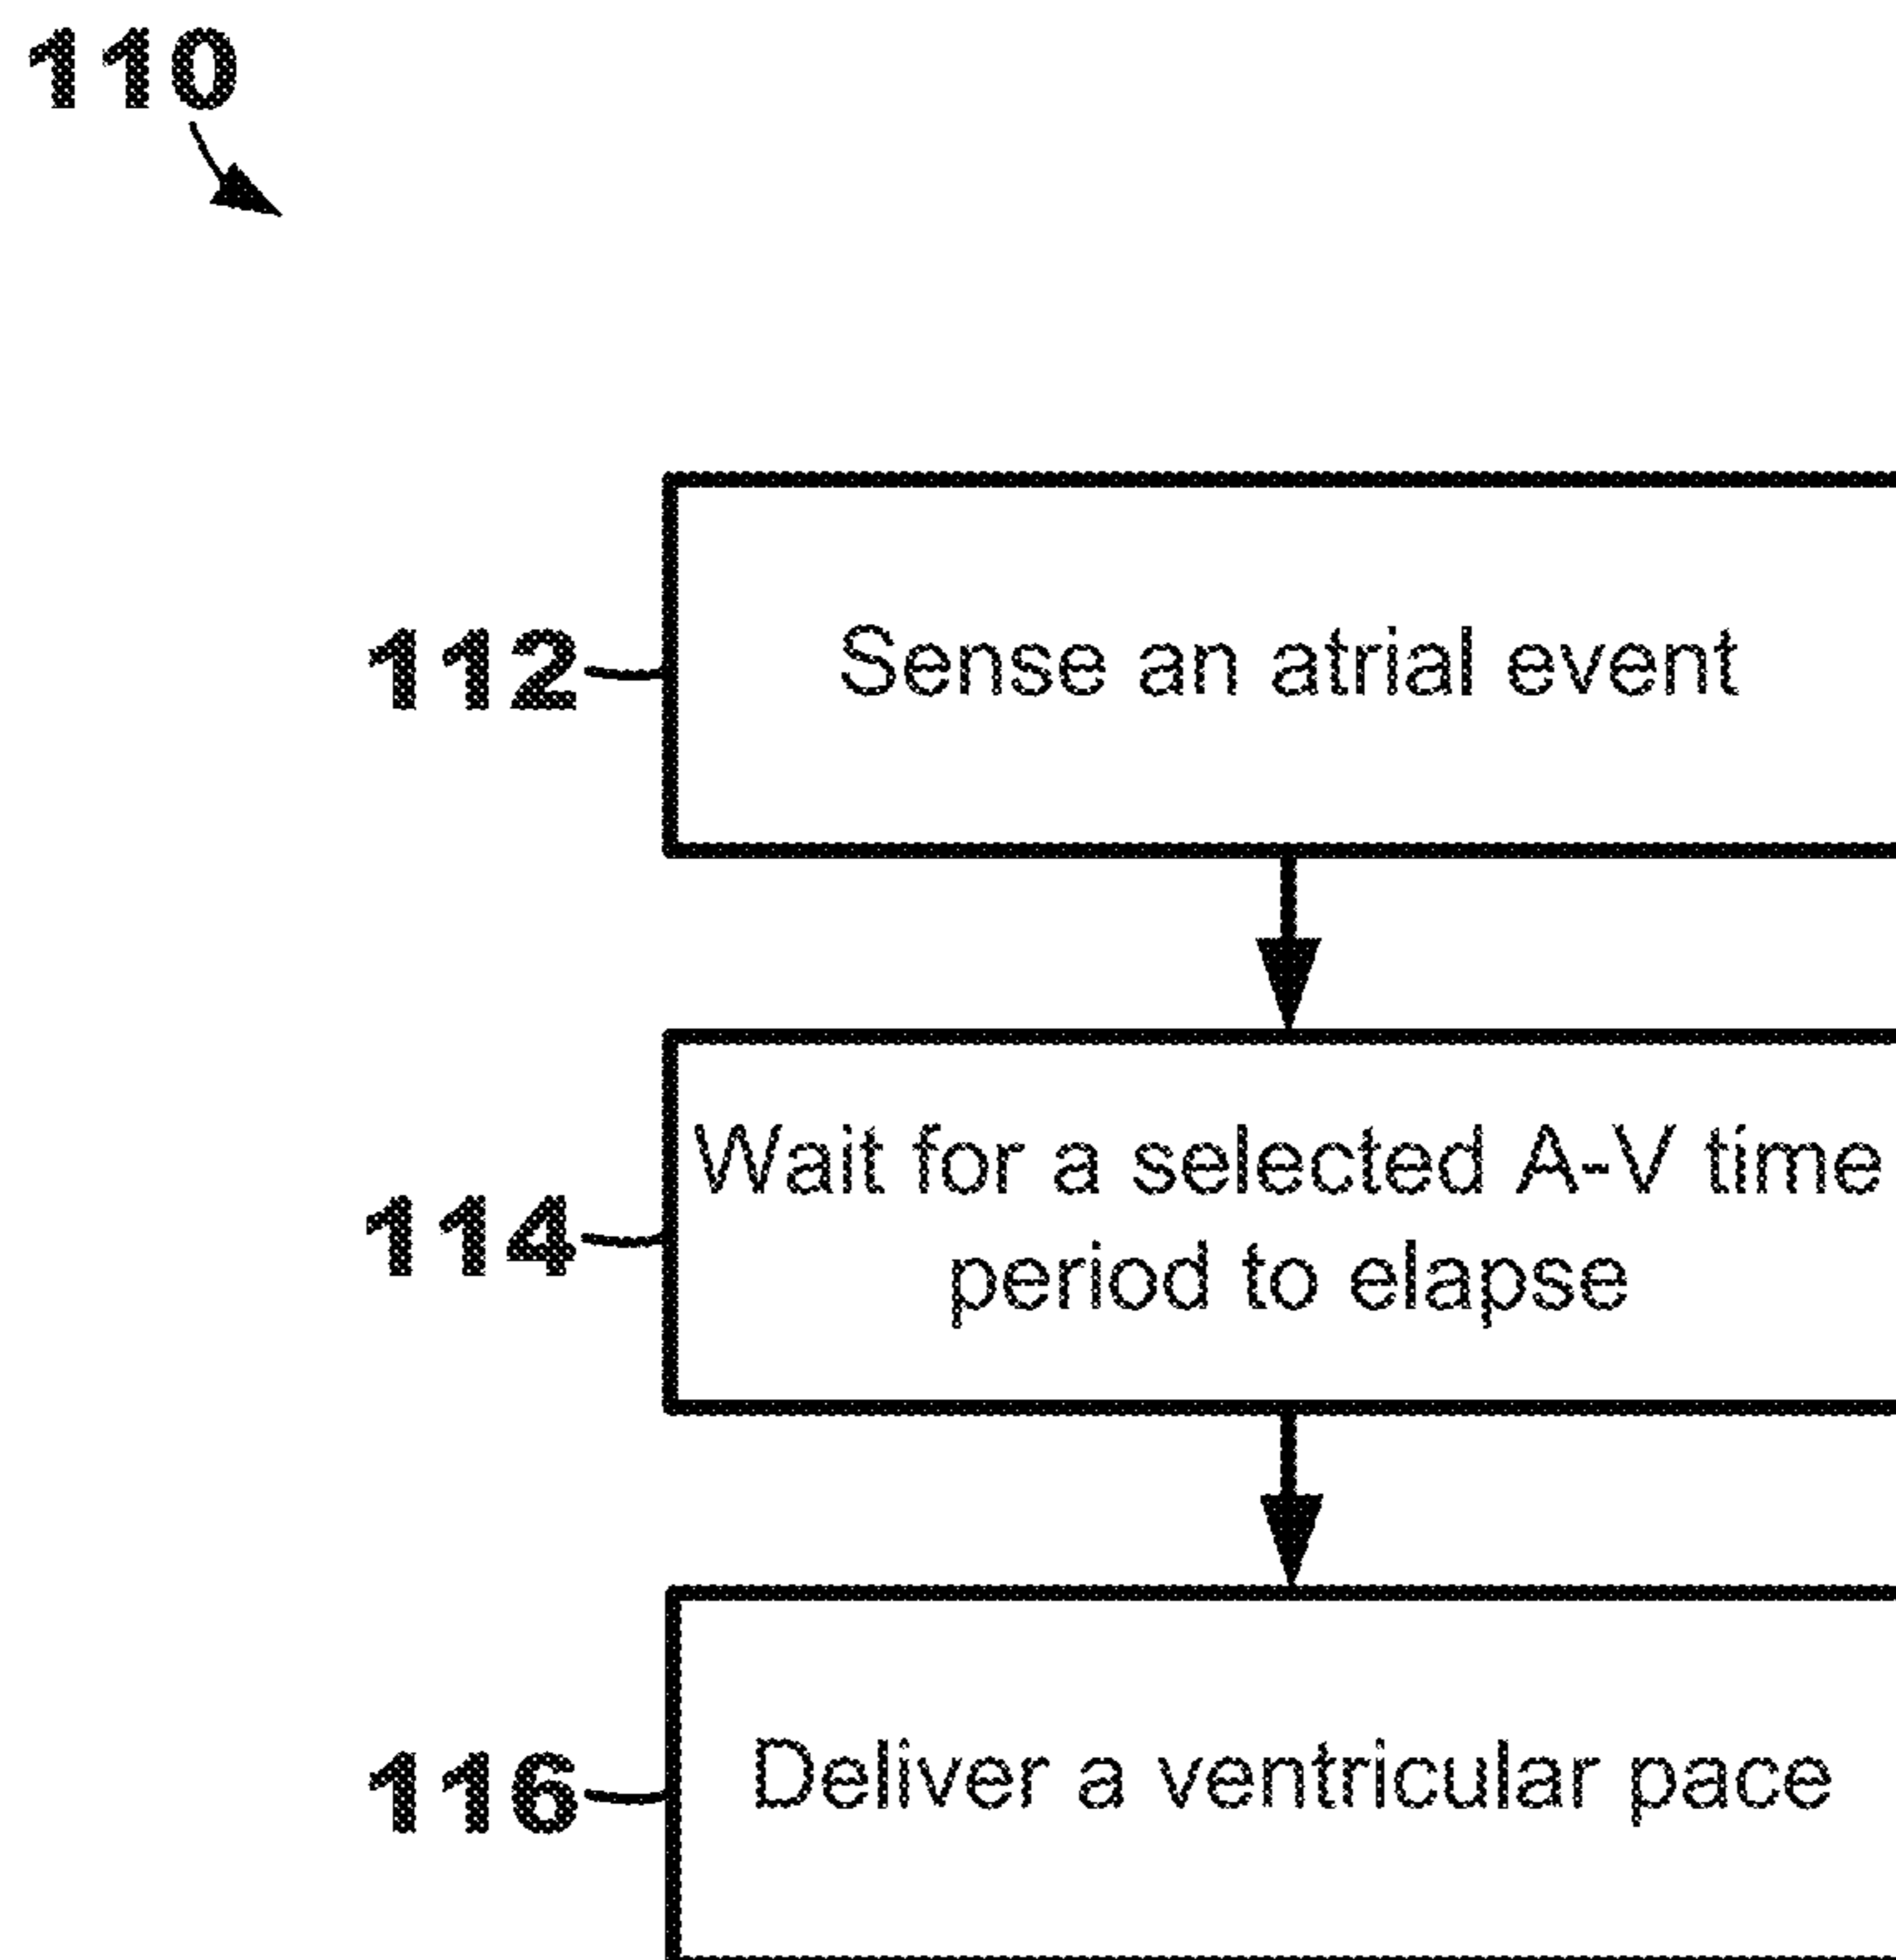 110
112
Sense an atrial event
114
Wait for a selected A-V time
period to elapse
116
Deliver a ventricular pace